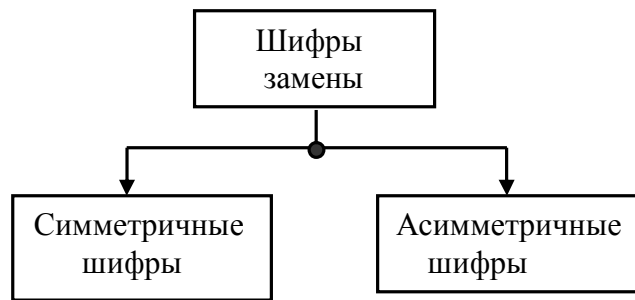 Шифры
замены
Симметричные
шифры
Асимметричные
шифры